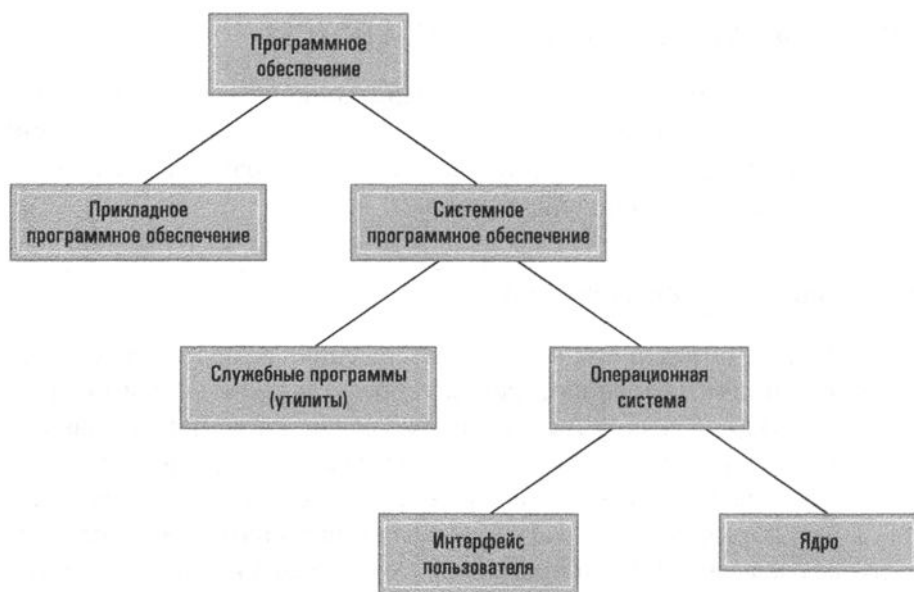 Программное
обеспечение
Прикладное
программное обеспечение
Системное
программное обеспечение
Служебные программы
(утилиты)
Операционная
система
Интерфейс
пользователя
Ядро